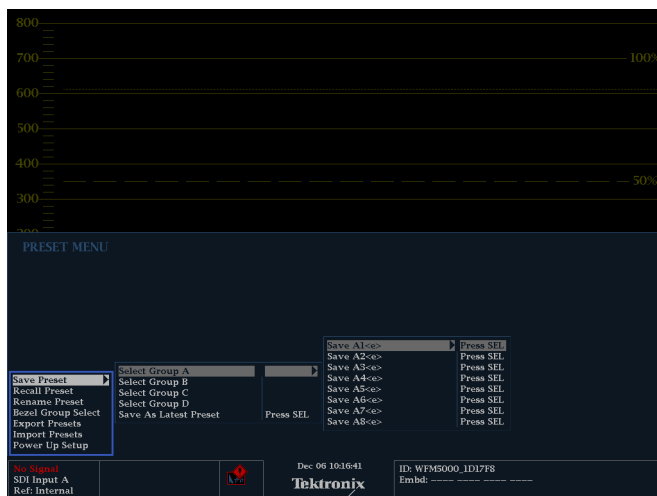 800
700
100%
600
500
400
50%
300
200
PRESET MENU
Save Preset
Recall Preset
Rename Preset
Bezel Group Select
Export Presets
Import Presets
Power Up Setup
Select Group A
Select Group B
Select Group C
Select Group D
Save As Latest Preset Press SEL
Save A1<e> Press SEL
Save A2<e> Press SEL
Save A3<e> Press SEL
Save A4<e> Press SEL
Save A5<e> Press SEL
Save A6<e> Press SEL
Save A7<e> Press SEL
Save A8<e> Press SEL
No Signal
SDI Input A
Ref: Internal
Dec 06 10:16:41
Tektronix
ID: WFM5000_1D17F8
Embd: ---- ---- ---- ----